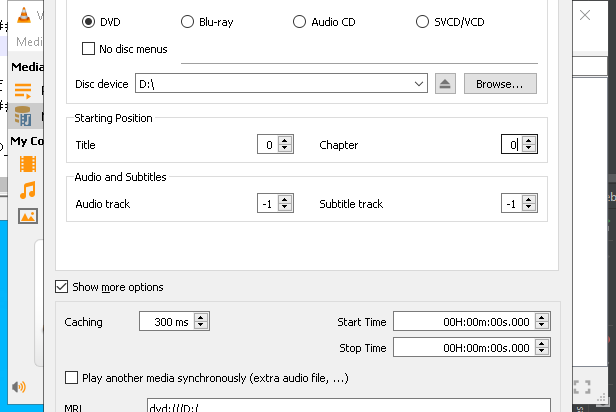 DVD Blu-ray Audio CD SVCD/VCD
No disc menus
Disc device D:\ Browse...
Starting Position
Title 0 Chapter 0
Audio and Subtitles
Audio track -1 Subtitle track -1
Show more options
Caching 300 ms Start Time 00H:00m:00s.000
Stop Time 00H:00m:00s.000
Play another media synchronously (extra audio file, ...)
MRL dvd:///D:/
Media
Media
My Co